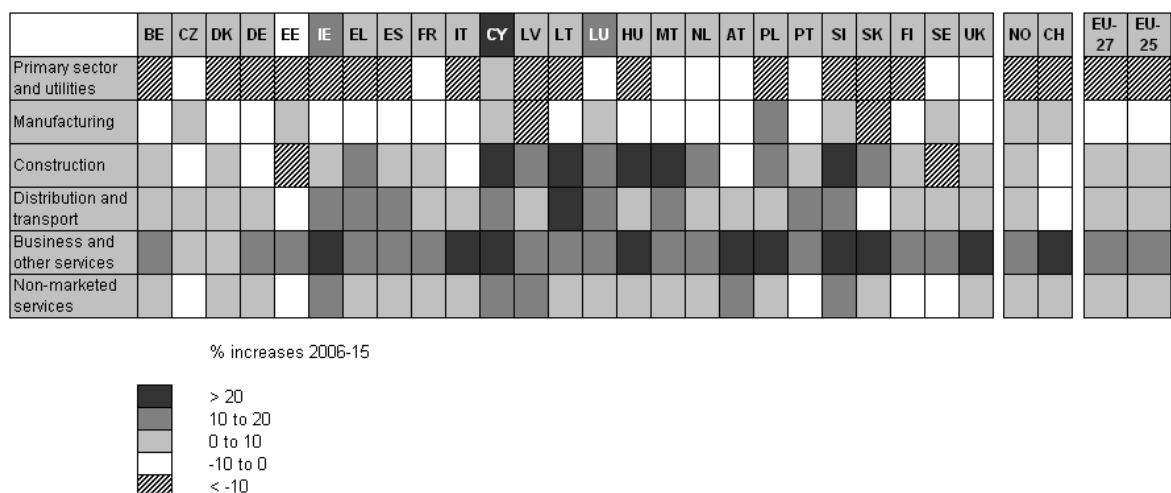 BE CZ DK DE EE IE EL ES FR IT CY LV LT LU HU MT NL AT PL PT SI SK FI SE UK NO CH EU-27 EU-25
Primary sector
and utilities
Manufacturing
Construction
Distribution and
transport
Business and
other services
Non-marketed
services
% increases 2006-15
> 20
10 to 20
0 to 10
-10 to 0
< -10